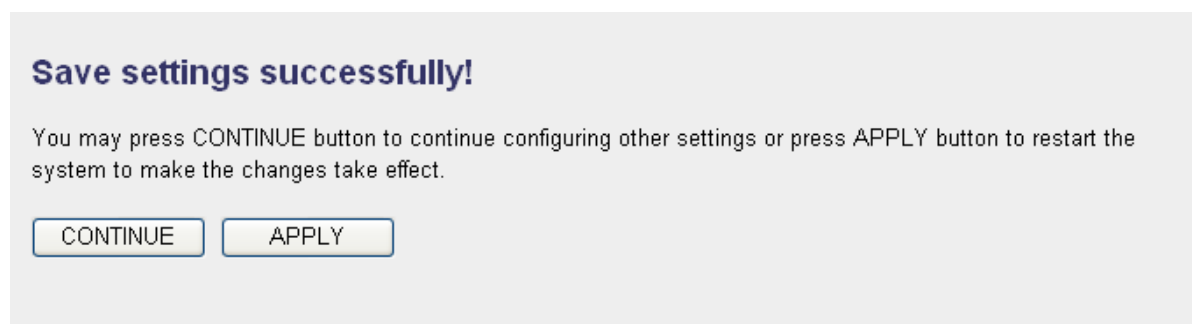 Save settings successfully!
You may press CONTINUE button to continue configuring other settings or press APPLY button to restart the
system to make the changes take effect.
CONTINUE APPLY